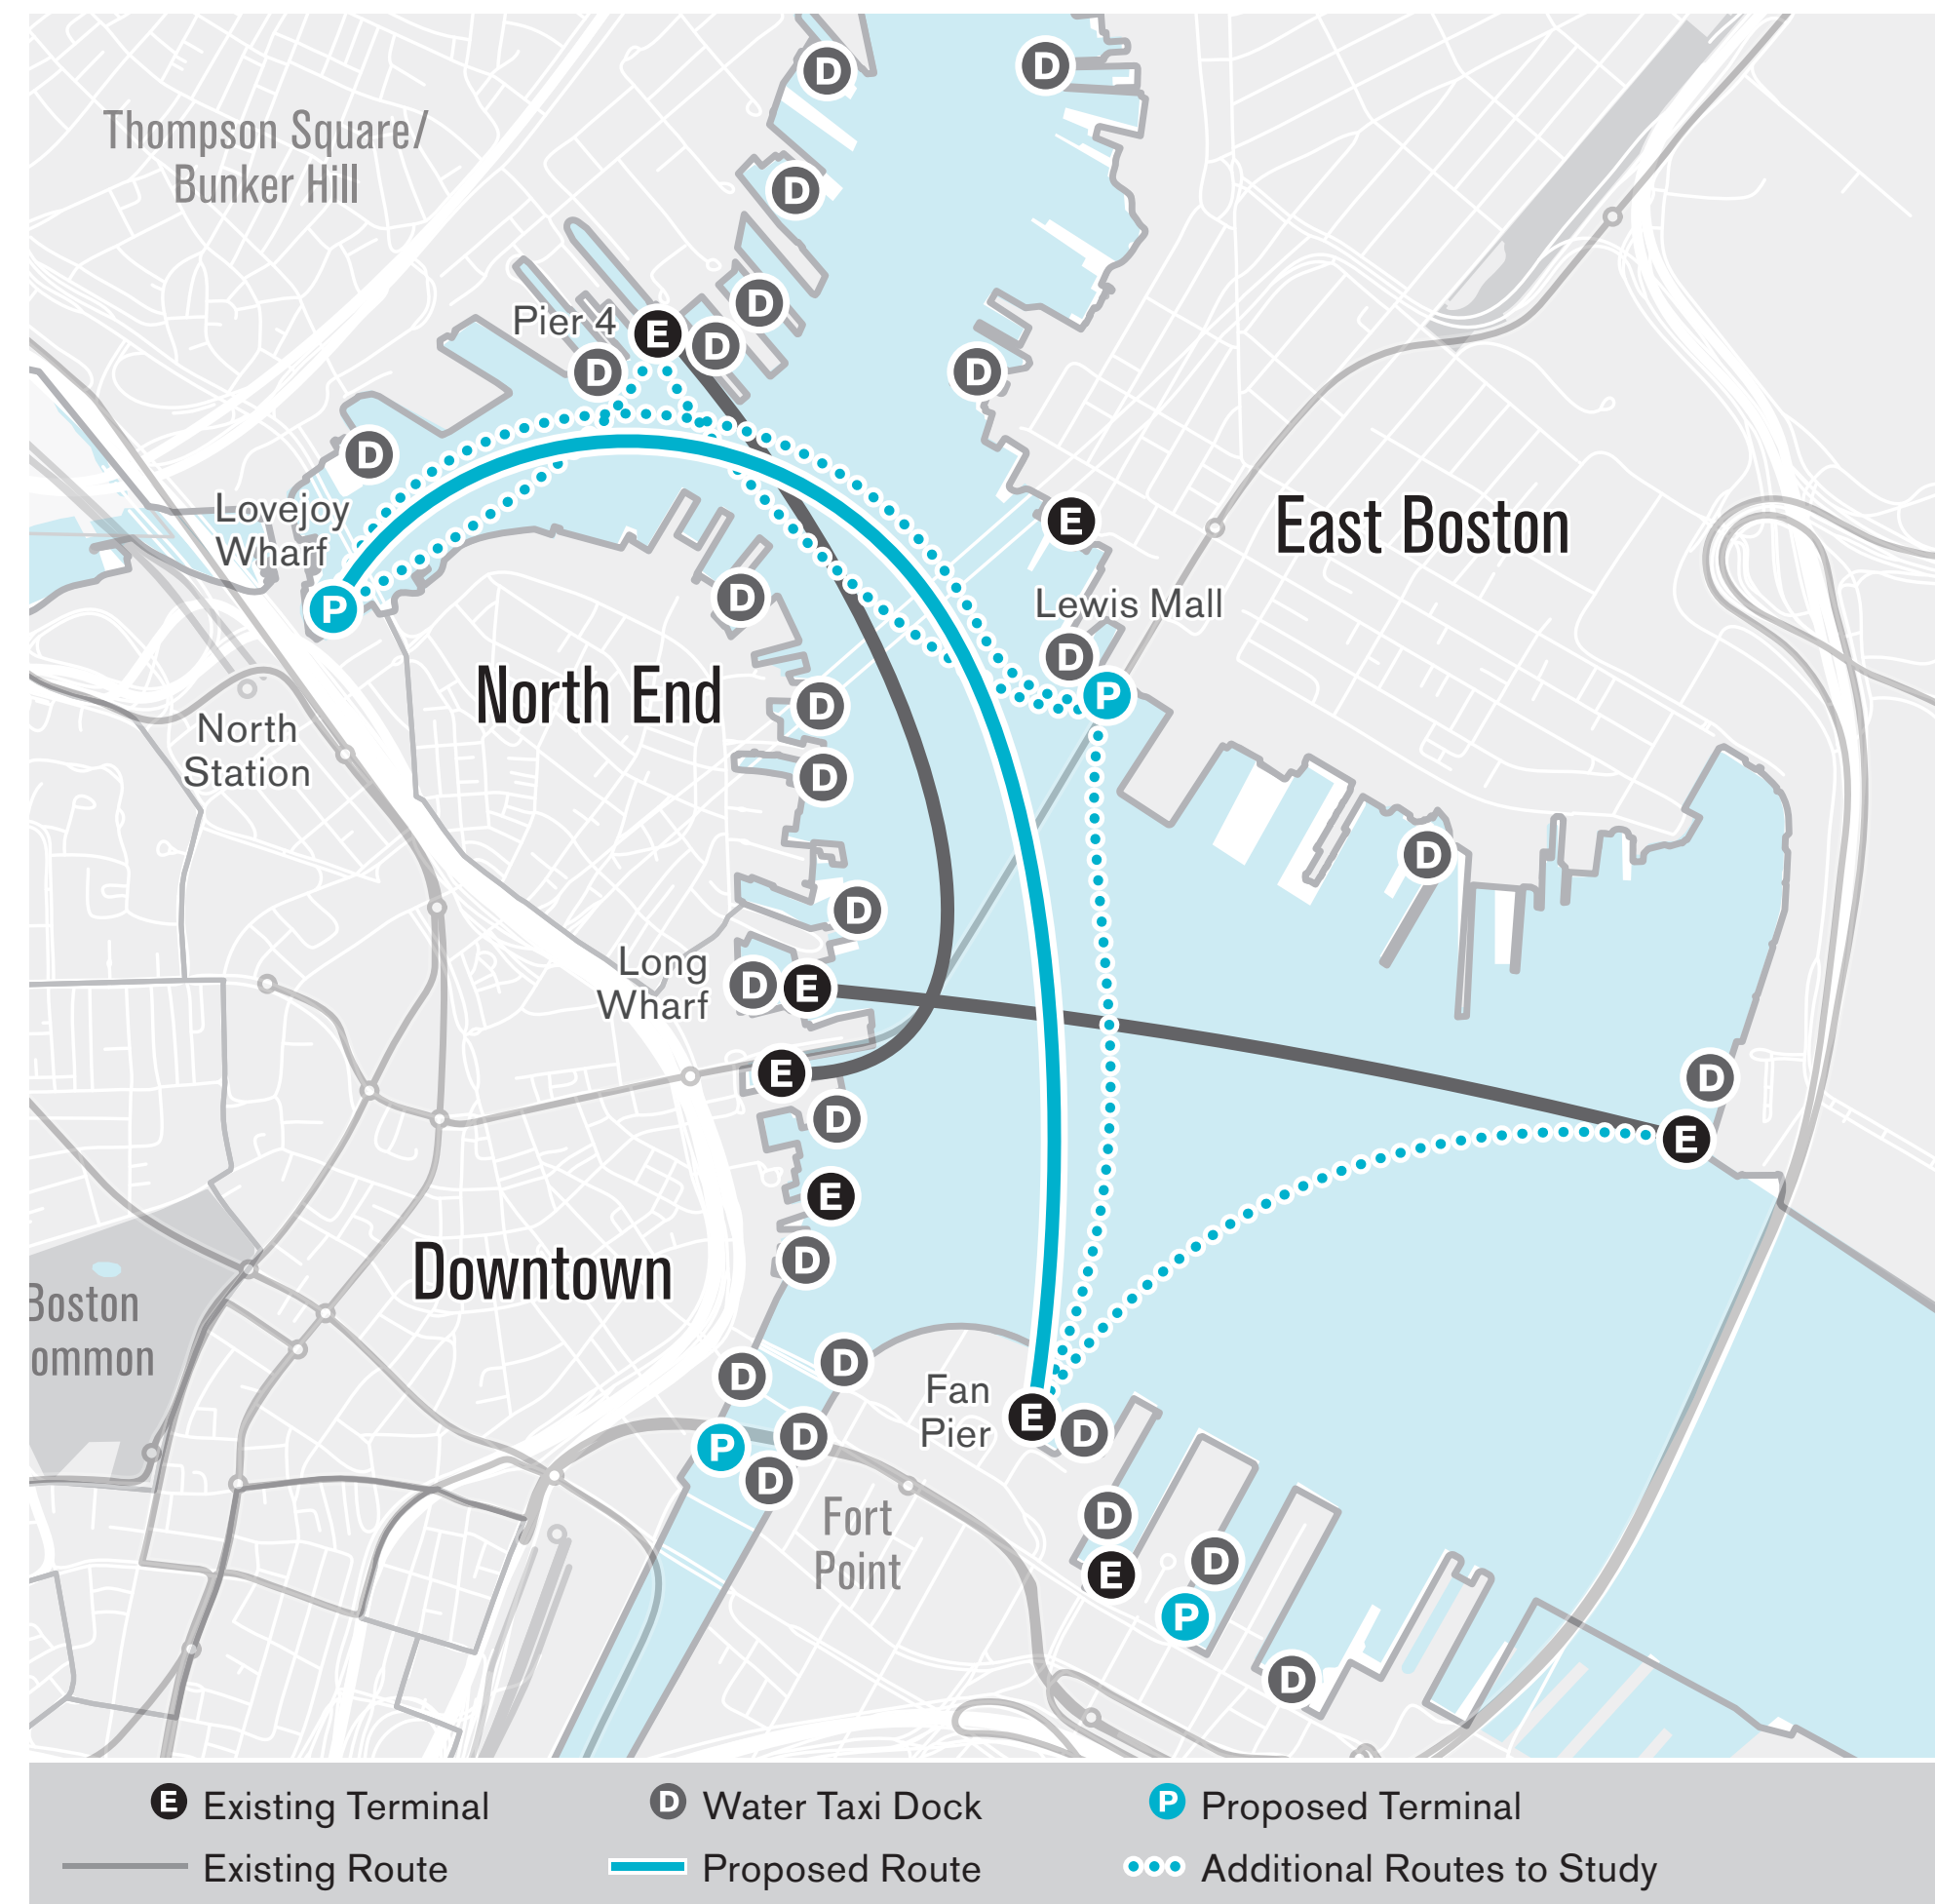 D
D
Thompson Square/
Bunker Hill
D
D
Pier 4
E
D
D
D
D
Lovejoy
Wharf
E
East Boston
P
D
Lewis Mall
D
P
North End
D
North
Station
D
D
D
Long
Wharf
D
E
E
D
D
E
E
D
Downtown
Boston
ommon
D
D
Fan
Pier
E
D
P
D
D
Fort
Point
D
E
D
P
D
E Existing Terminal
D Water Taxi Dock
P Proposed Terminal
Existing Route
Proposed Route
Additional Routes to Study